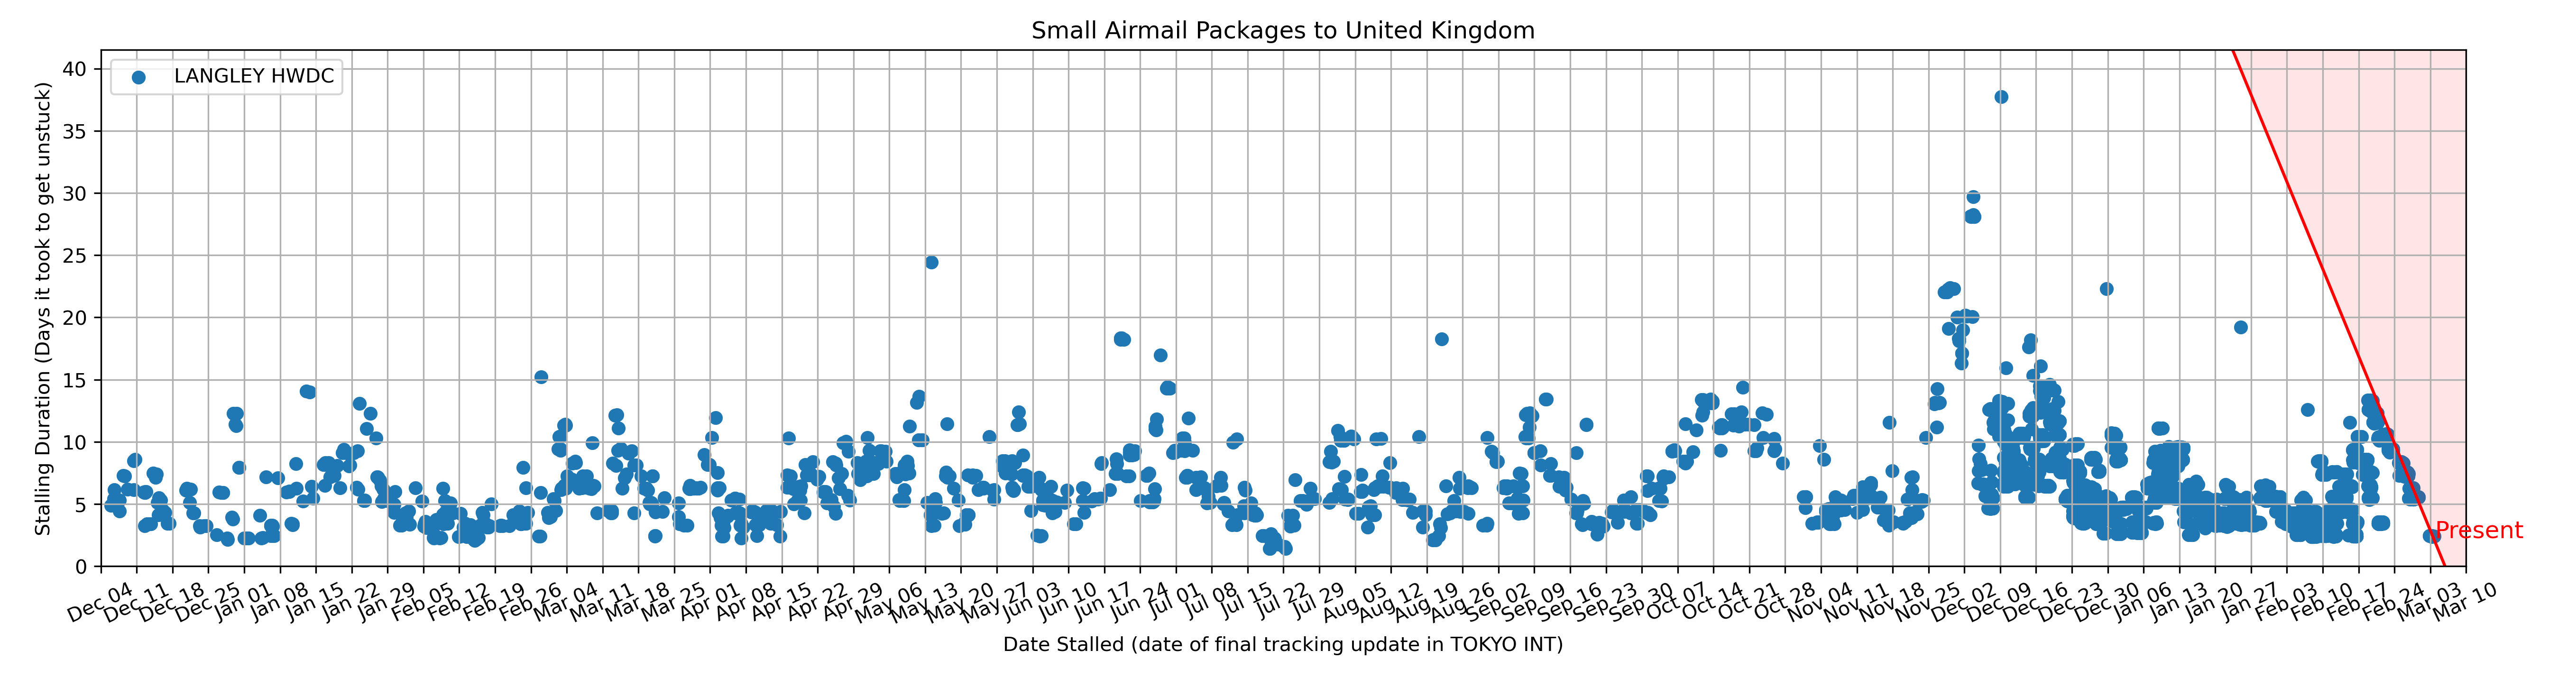 Small Airmail Packages to United Kingdom
LANGLEY HWDC
Stalling Duration (Days it took to get unstuck)
40
35
30
25
20
15
10
5
0
Present
Dec 04 Dec 11 Dec 18 Dec 25 Jan 01 Jan 08 Jan 15 Jan 22 Jan 29 Feb 05 Feb 12 Feb 19 Feb 26 Mar 04 Mar 11 Mar 18 Mar 25 Apr 01 Apr 08 Apr 15 Apr 22 Apr 29 May 06 May 13 May 20 May 27 Jun 03 Jun 10 Jun 17 Jun 24 Jul 01 Jul 08 Jul 15 Jul 22 Jul 29 Aug 05 Aug 12 Aug 19 Aug 26 Sep 02 Sep 09 Sep 16 Sep 23 Sep 30 Oct 07 Oct 14 Oct 21 Oct 28 Nov 04 Nov 11 Nov 18 Nov 25 Dec 02 Dec 09 Dec 16 Dec 23 Dec 30 Jan 06 Jan 13 Jan 20 Jan 27 Feb 03 Feb 10 Feb 17 Feb 24 Mar 03 Mar 10
Date Stalled (date of final tracking update in TOKYO INT)